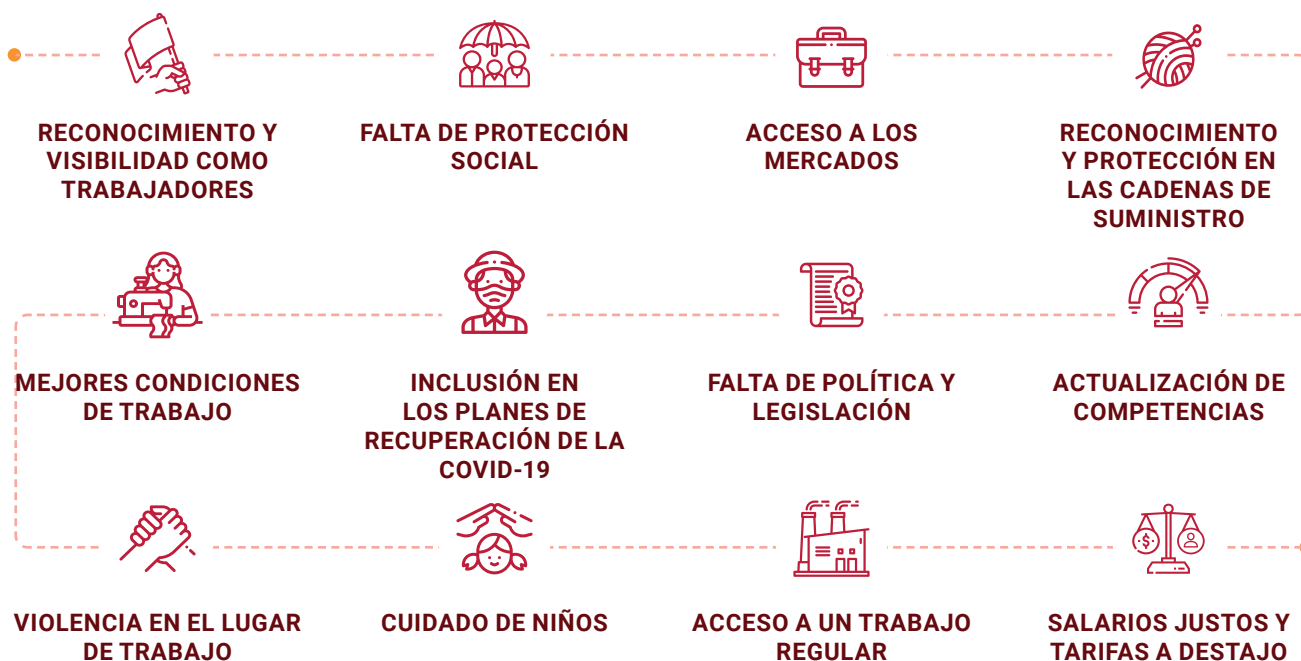 RECONOCIMIENTO Y
VISIBILIDAD COMO
TRABAJADORES
FALTA DE PROTECCIÓN
SOCIAL
ACCESO A LOS
MERCADOS
RECONOCIMIENTO
Y PROTECCIÓN EN
LAS CADENAS DE
SUMINISTRO
MEJORES CONDICIONES
DE TRABAJO
INCLUSIÓN EN
LOS PLANES DE
RECUPERACIÓN DE LA
COVID-19
FALTA DE POLÍTICA Y
LEGISLACIÓN
ACTUALIZACIÓN DE
COMPETENCIAS
VIOLENCIA EN EL LUGAR
DE TRABAJO
CUIDADO DE NIÑOS
ACCESO A UN TRABAJO
REGULAR
SALARIOS JUSTOS Y
TARIFAS A DESTAJO